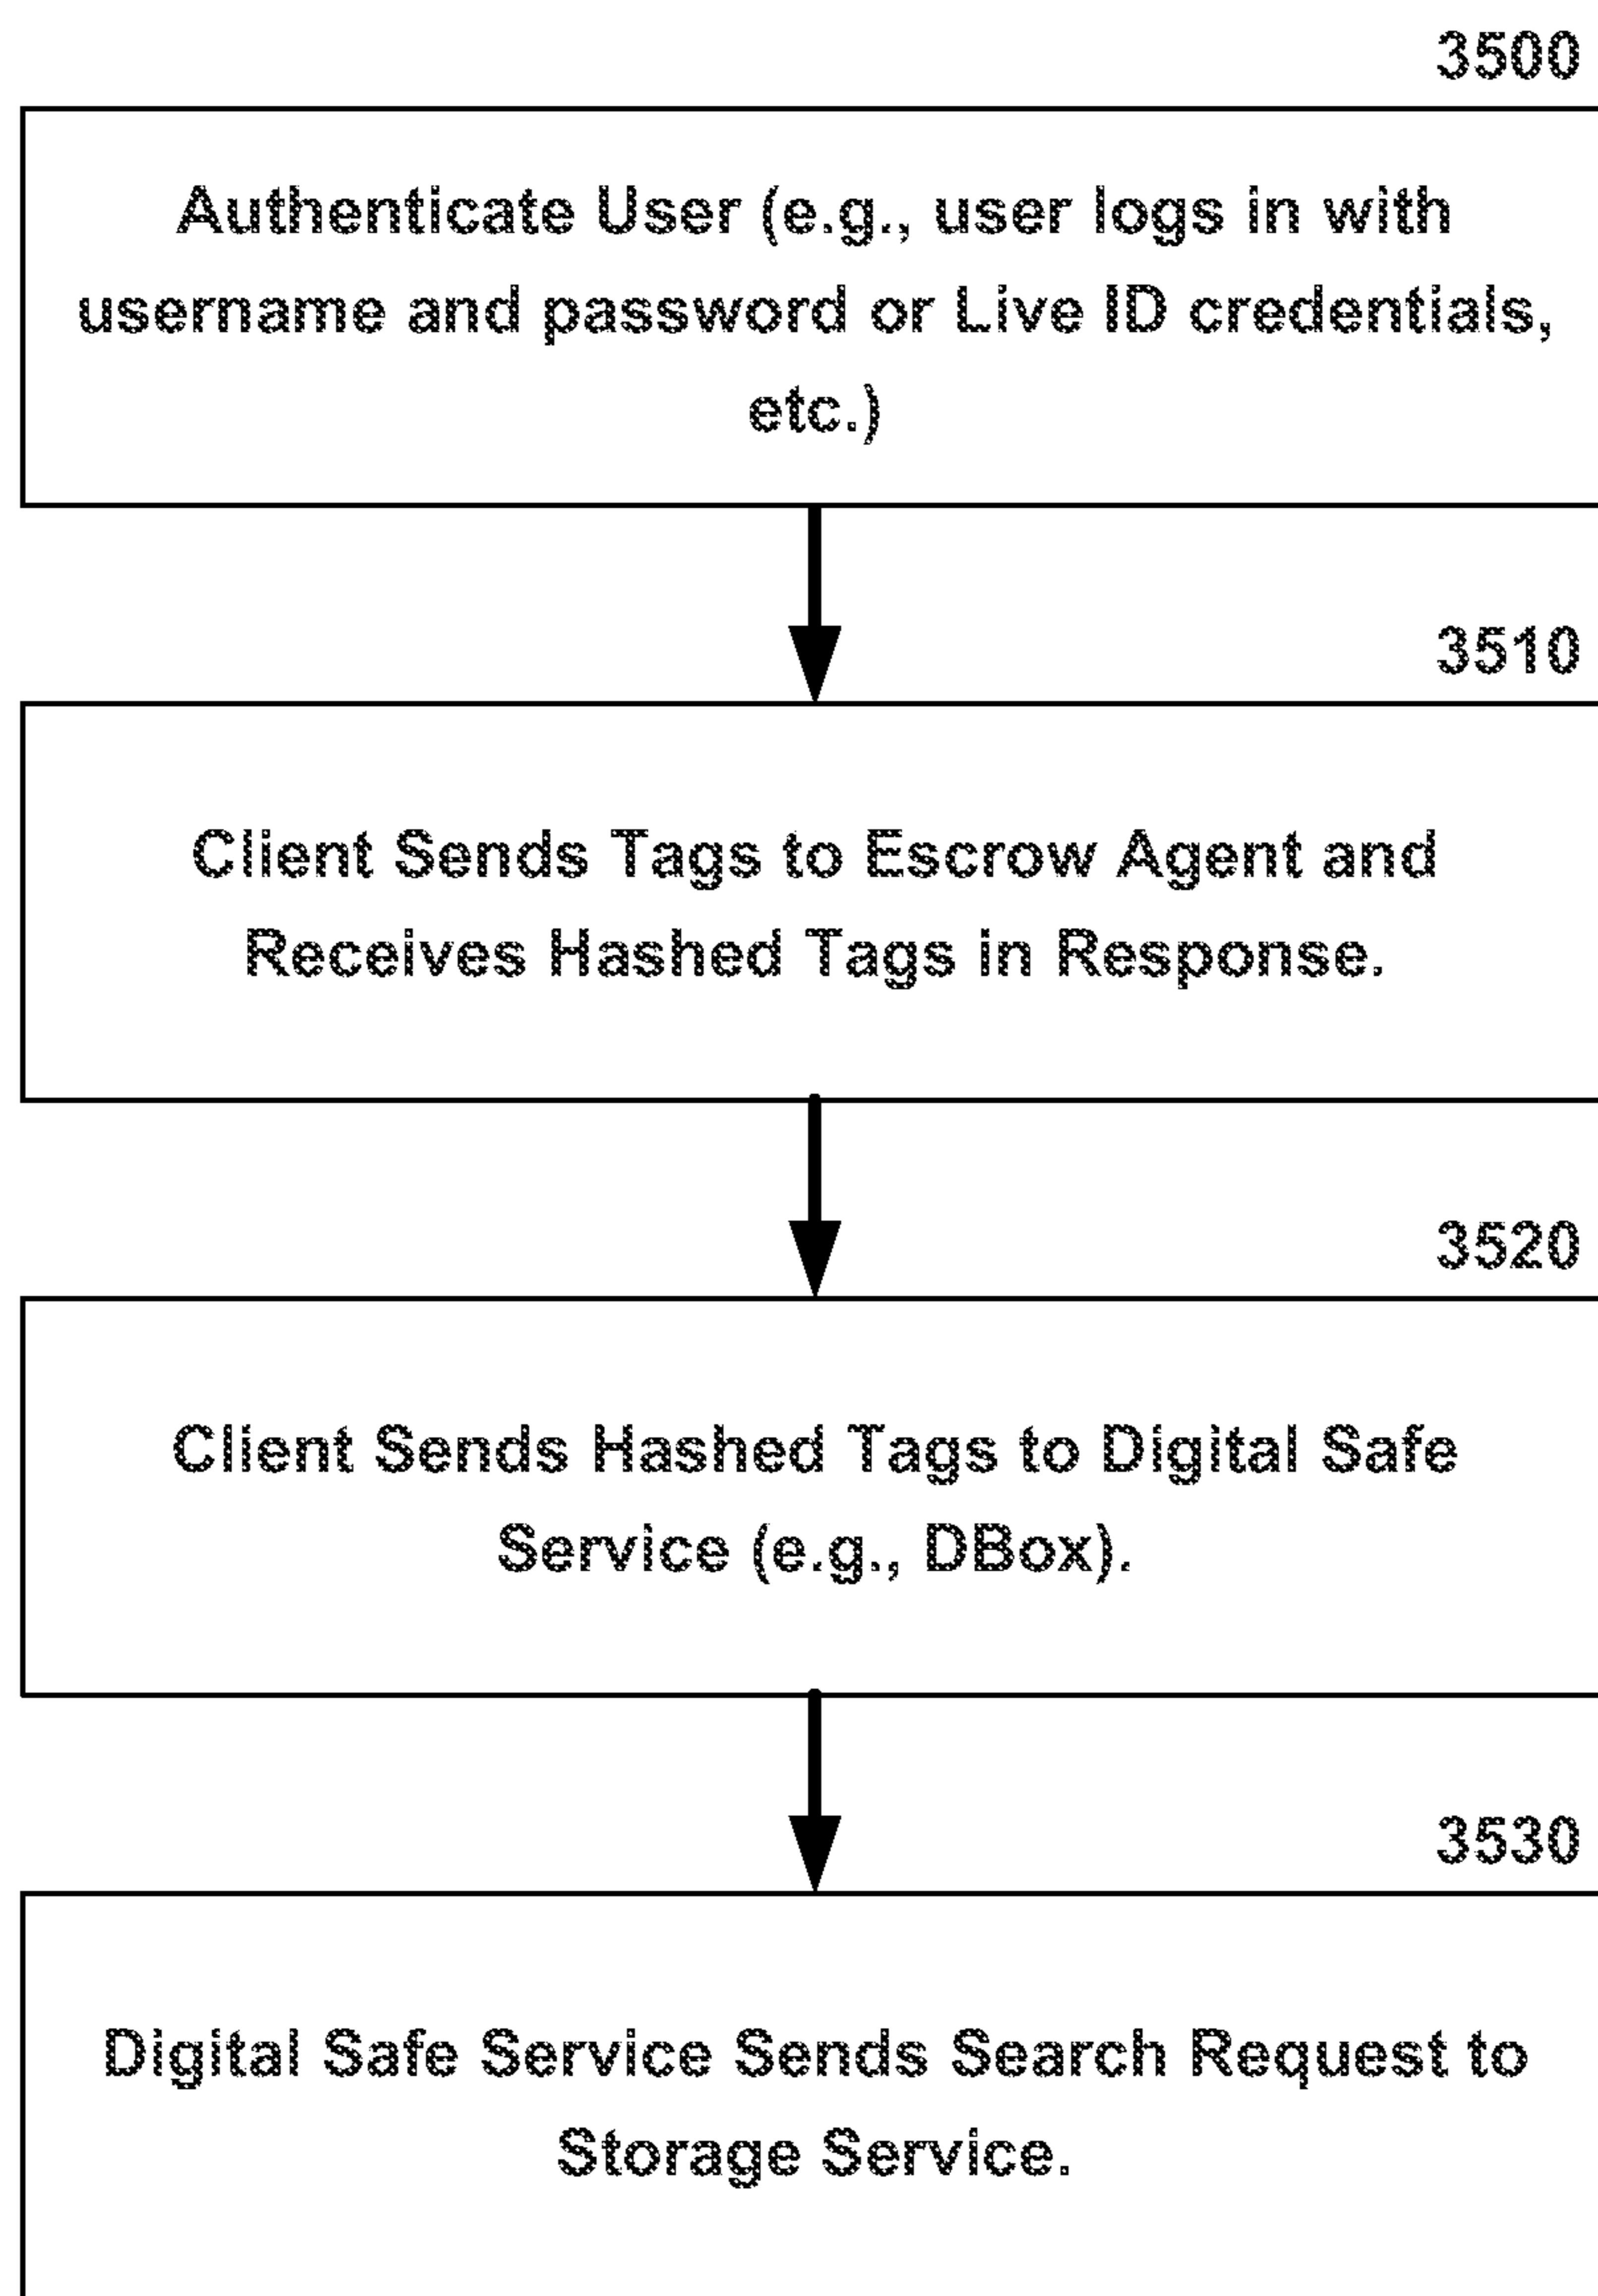 3500
Authenticate User (e.g., user logs in with
username and password or Live ID credentials,
etc.)
3510
Client Sends Tags to Escrow Agent and
Receives Hashed Tags in Response.
3520
Client Sends Hashed Tags to Digital Safe
Service (e.g., DBox).
3530
Digital Safe Service Sends Search Request to
Storage Service.